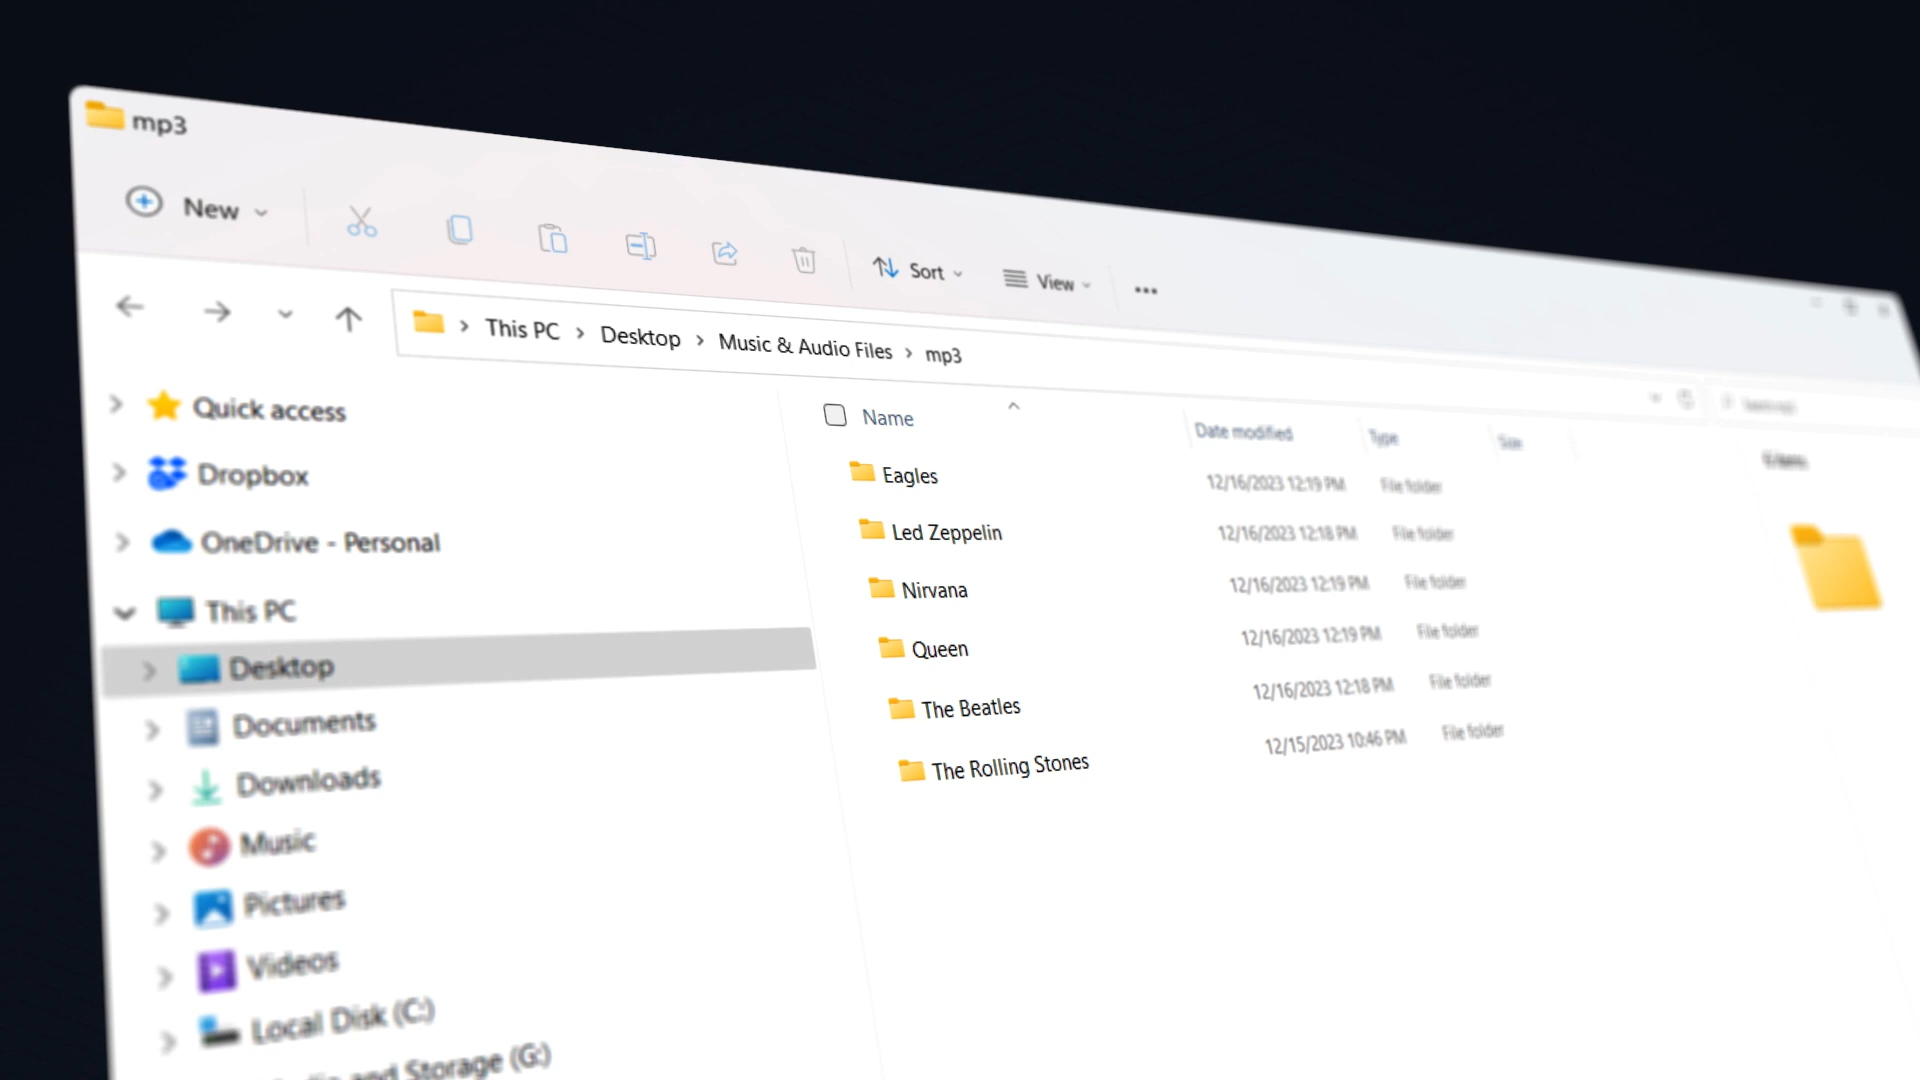 mp3
New
Sort
View
This PC > Desktop > Music & Audio Files > mp3
Quick access
Dropbox
OneDrive - Personal
This PC
Desktop
Documents
Downloads
Music
Pictures
Videos
Local Disk (C:)
and Storage (G:)
Name Date modified Type Size
Eagles 12/16/2023 12:19 PM File folder
Led Zeppelin 12/16/2023 12:18 PM File folder
Nirvana 12/16/2023 12:19 PM File folder
Queen 12/16/2023 12:19 PM File folder
The Beatles 12/16/2023 12:18 PM File folder
The Rolling Stones 12/15/2023 10:46 PM File folder